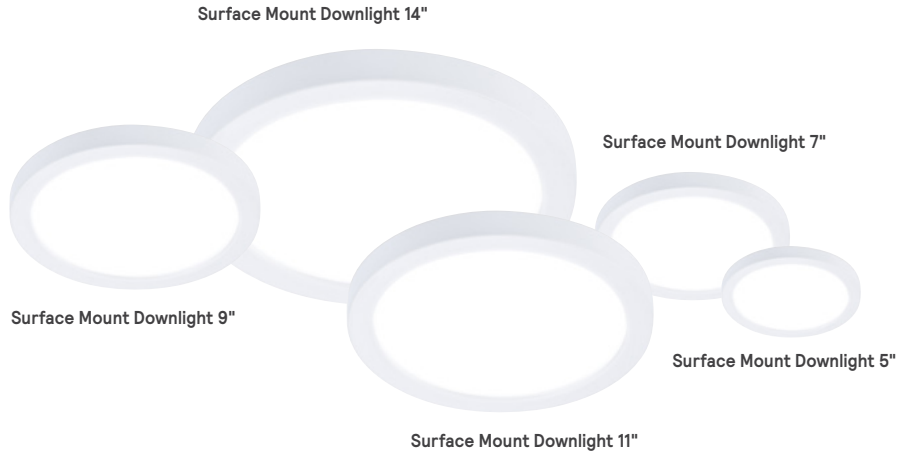 Surface Mount Downlight 14"
Surface Mount Downlight 7"
Surface Mount Downlight 9"
Surface Mount Downlight 5"
Surface Mount Downlight 11"